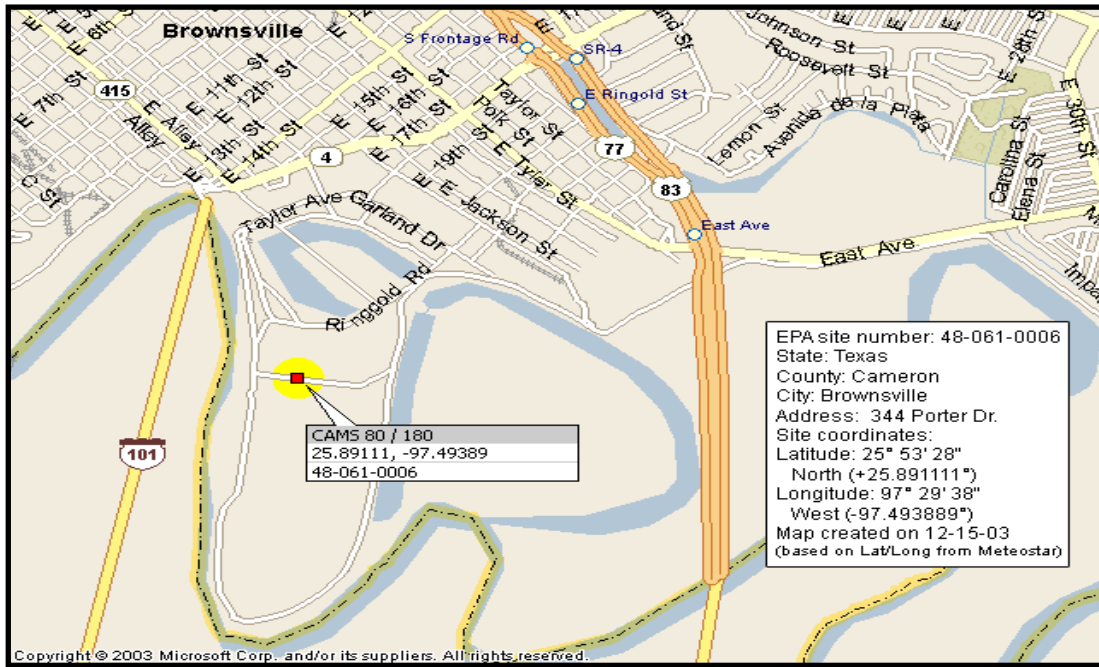 Brownsville
S Frontage Rd
SR-4
E Ringold St
Johnson St
Roosevelt St
E 28th St
E 30th St
E 6th St
E 7th St
415
E Alley
Alley
E 11th St
E 12th St
E 13th St
E 14th St
E 15th St
E 16th St
E 17th St
Polk St
Taylor St
E 19th St
E Tyler St
E Jackson St
4
77
83
Lemon St
Avenida de la Plata
Carolina St
Elena St
C St
Taylor Ave
Garland Dr
Ringgold Rd
East Ave
East Ave
101
CAMS 80 / 180
25.89111, -97.49389
48-061-0006
EPA site number: 48-061-0006
State: Texas
County: Cameron
City: Brownsville
Address: 344 Porter Dr.
Site coordinates:
Latitude: 25° 53' 28"
North (+25.891111°)
Longitude: 97° 29' 38"
West (-97.493889°)
Map created on 12-15-03
(based on Lat/Long from Meteostar)
Copyright © 2003 Microsoft Corp. and/or its suppliers. All rights reserved.